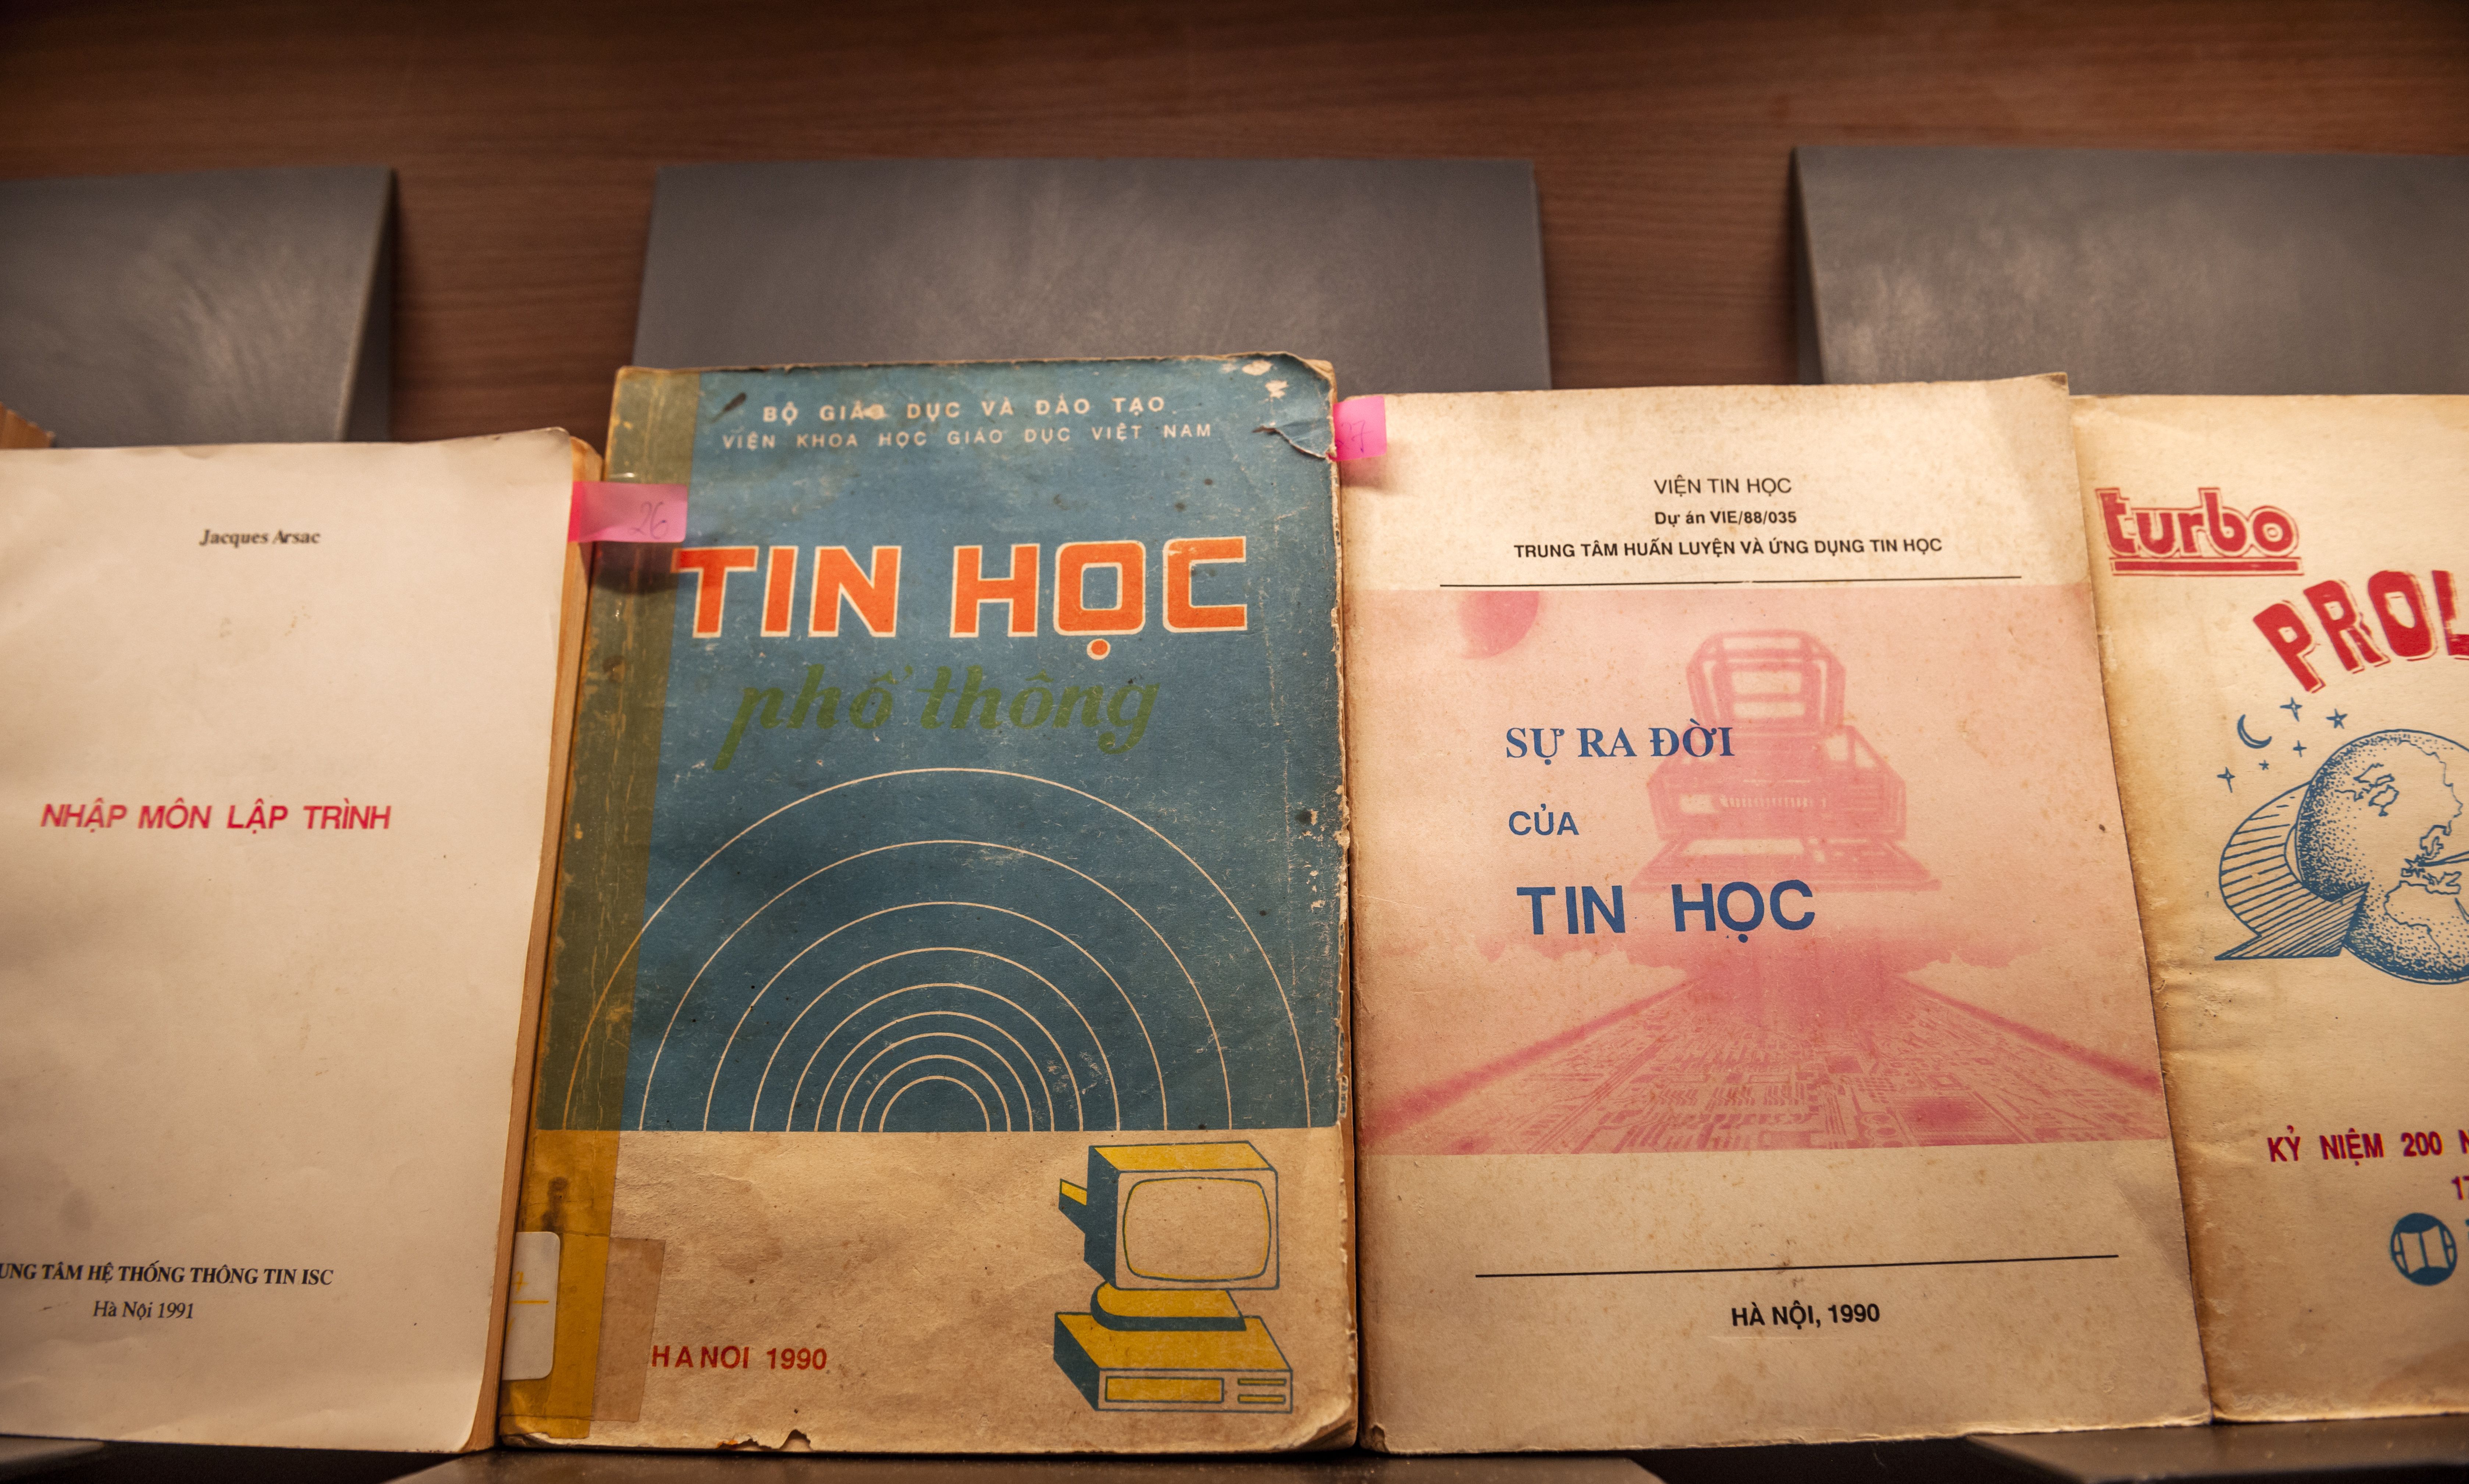 Jacques Arsac
NHẬP MÔN LẬP TRÌNH
TÂM HỆ THỐNG THÔNG TIN ISC
Hà Nội 1991
26
BỘ GIÁO DỤC VÀ ĐÀO TẠO
VIỆN KHOA HỌC GIÁO DỤC VIỆT NAM
TIN HỌC
phổ thông
HANOI 1990
27
VIỆN TIN HỌC
Dự án VIE/88/035
TRUNG TÂM HUẤN LUYỆN VÀ ỨNG DỤNG TIN HỌC
SỰ RA ĐỜI
CỦA
TIN HỌC
HÀ NỘI, 1990
turbo
PROL
KỶ NIỆM 200